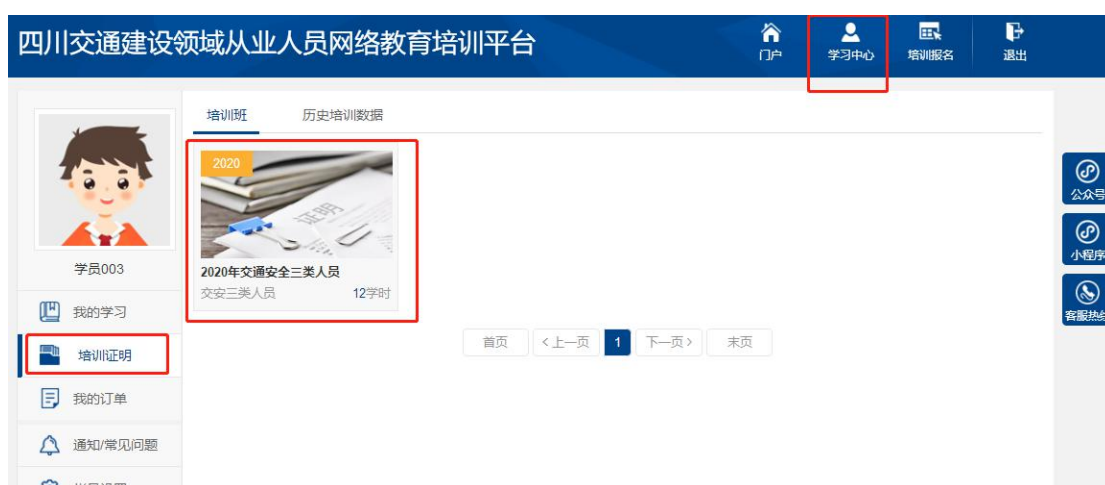 四川交通建设领域从业人员网络教育培训平台
门户
学习中心
培训报名
退出
培训班
历史培训数据
2020
证明
2020年交通安全三类人员
交安三类人员
12学时
学员003
我的学习
培训证明
我的订单
通知/常见问题
首页
<上一页
1
下一页>
末页
公众号
小程序
客服热线